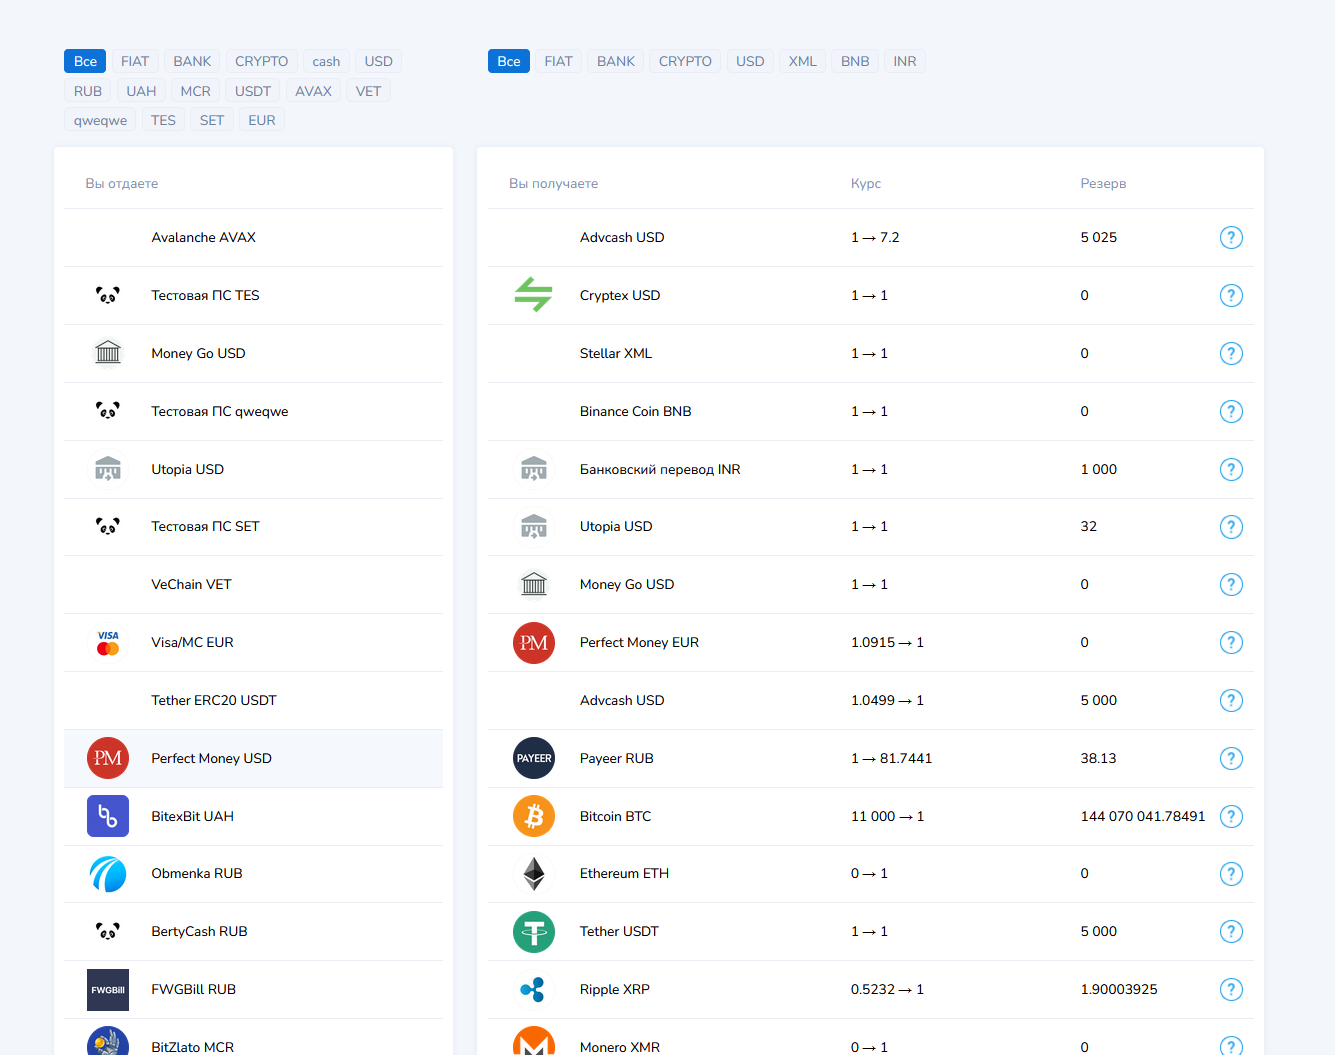 Все FIAT BANK CRYPTO cash USD
RUB UAH MCR USDT AVAX VET
qweqwe TES SET EUR
Все FIAT BANK CRYPTO USD XML BNB INR
Вы отдаете
Avalanche AVAX
Тестовая ПС TES
Money Go USD
Тестовая ПС qweqwe
Utopia USD
Тестовая ПС SET
VeChain VET
VISA
Visa/MC EUR
Tether ERC20 USDT
PM Perfect Money USD
BitexBit UAH
Obmenka RUB
BertyCash RUB
FWGBill FWGBill RUB
BitZlato MCR
Вы получаете Курс Резерв
Advcash USD 1 → 7.2 5 025 ?
Cryptex USD 1 → 1 0 ?
Stellar XML 1 → 1 0 ?
Binance Coin BNB 1 → 1 0 ?
Банковский перевод INR 1 → 1 1 000 ?
Utopia USD 1 → 1 32 ?
Money Go USD 1 → 1 0 ?
PM Perfect Money EUR 1.0915 → 1 0 ?
Advcash USD 1.0499 → 1 5 000 ?
PAYEER Payeer RUB 1 → 81.7441 38.13 ?
Bitcoin BTC 11 000 → 1 144 070 041.78491 ?
Ethereum ETH 0 → 1 0 ?
Tether USDT 1 → 1 5 000 ?
Ripple XRP 0.5232 → 1 1.90003925 ?
Monero XMR 0 → 1 0 ?